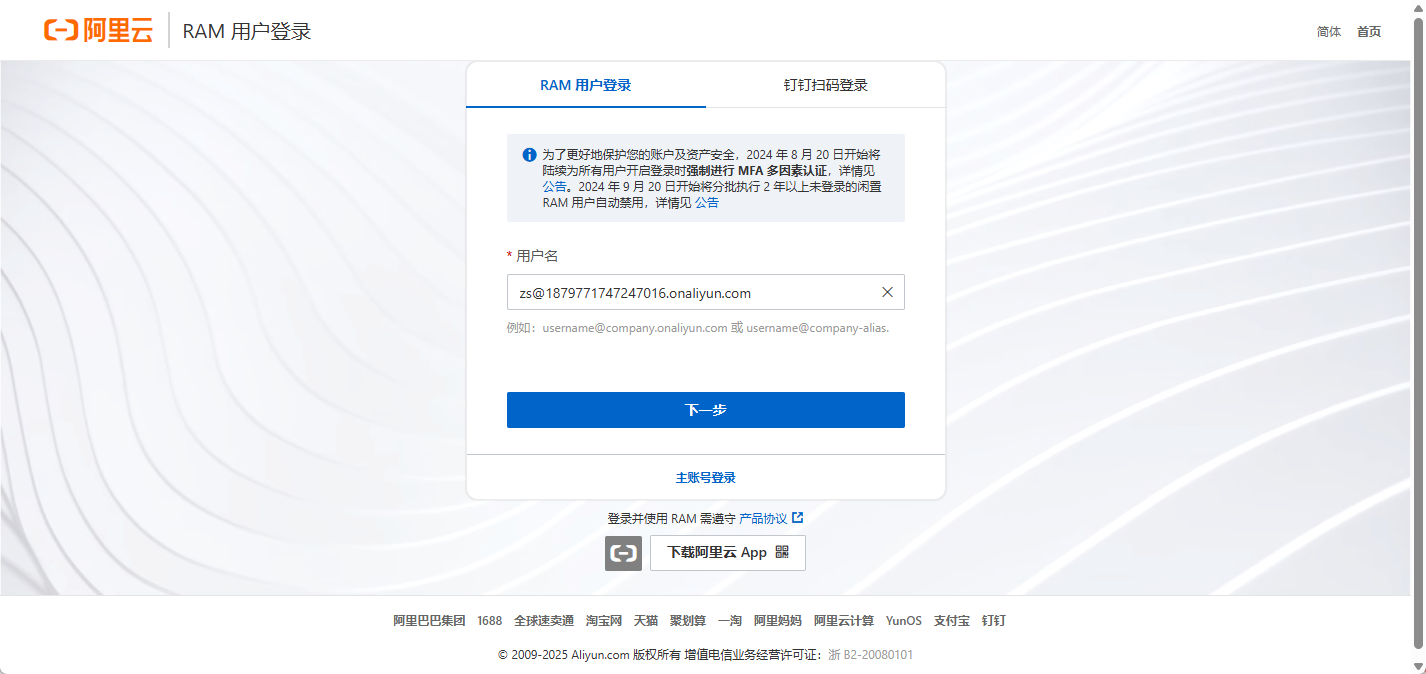 阿里云 RAM 用户登录
简体 首页
RAM 用户登录 钉钉扫码登录
为了更好地保护您的账户及资产安全，2024 年 8 月 20 日开始将
陆续为所有用户开启登录时强制进行 MFA 多因素认证，详情见
公告。2024 年 9 月 20 日开始将分批执行 2 年以上未登录的闲置
RAM 用户自动禁用，详情见 公告
* 用户名
zs@1879771747247016.onaliyun.com
例如：username@company.onaliyun.com 或 username@company-alias.
下一步
主账号登录
登录并使用 RAM 需遵守 产品协议
下载阿里云 App
阿里巴巴集团 1688 全球速卖通 淘宝网 天猫 聚划算 一淘 阿里妈妈 阿里云计算 YunOS 支付宝 钉钉
© 2009-2025 Aliyun.com 版权所有 增值电信业务经营许可证：浙 B2-20080101